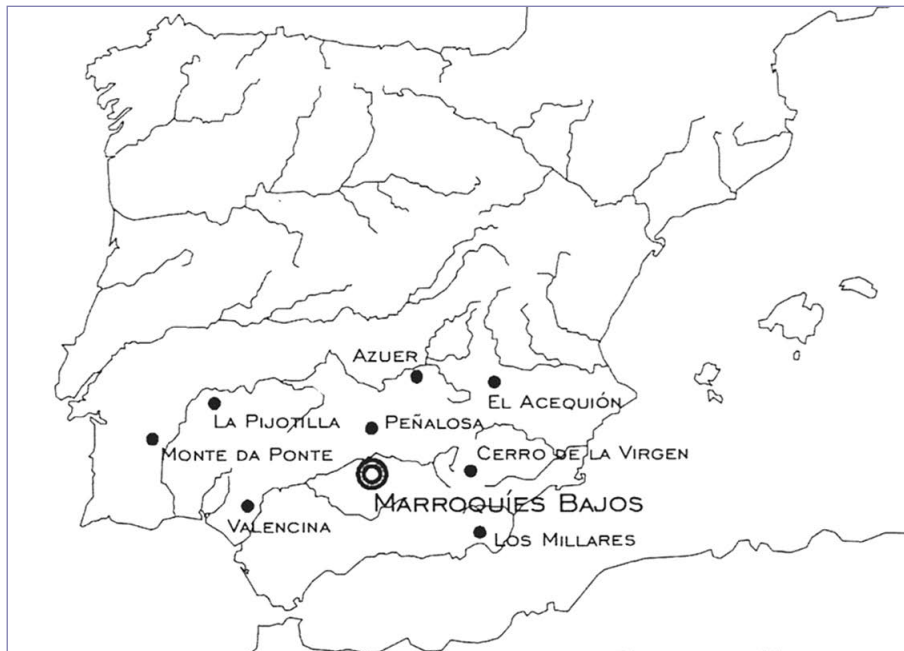 AZUER
EL ACEQUIÓN
LA PIJOTILLA
PEÑALOSA
MONTE DA PONTE
CERRO DE LA VIRGEN
MARROQUÍES BAJOS
VALENCINA
LOS MILLARES